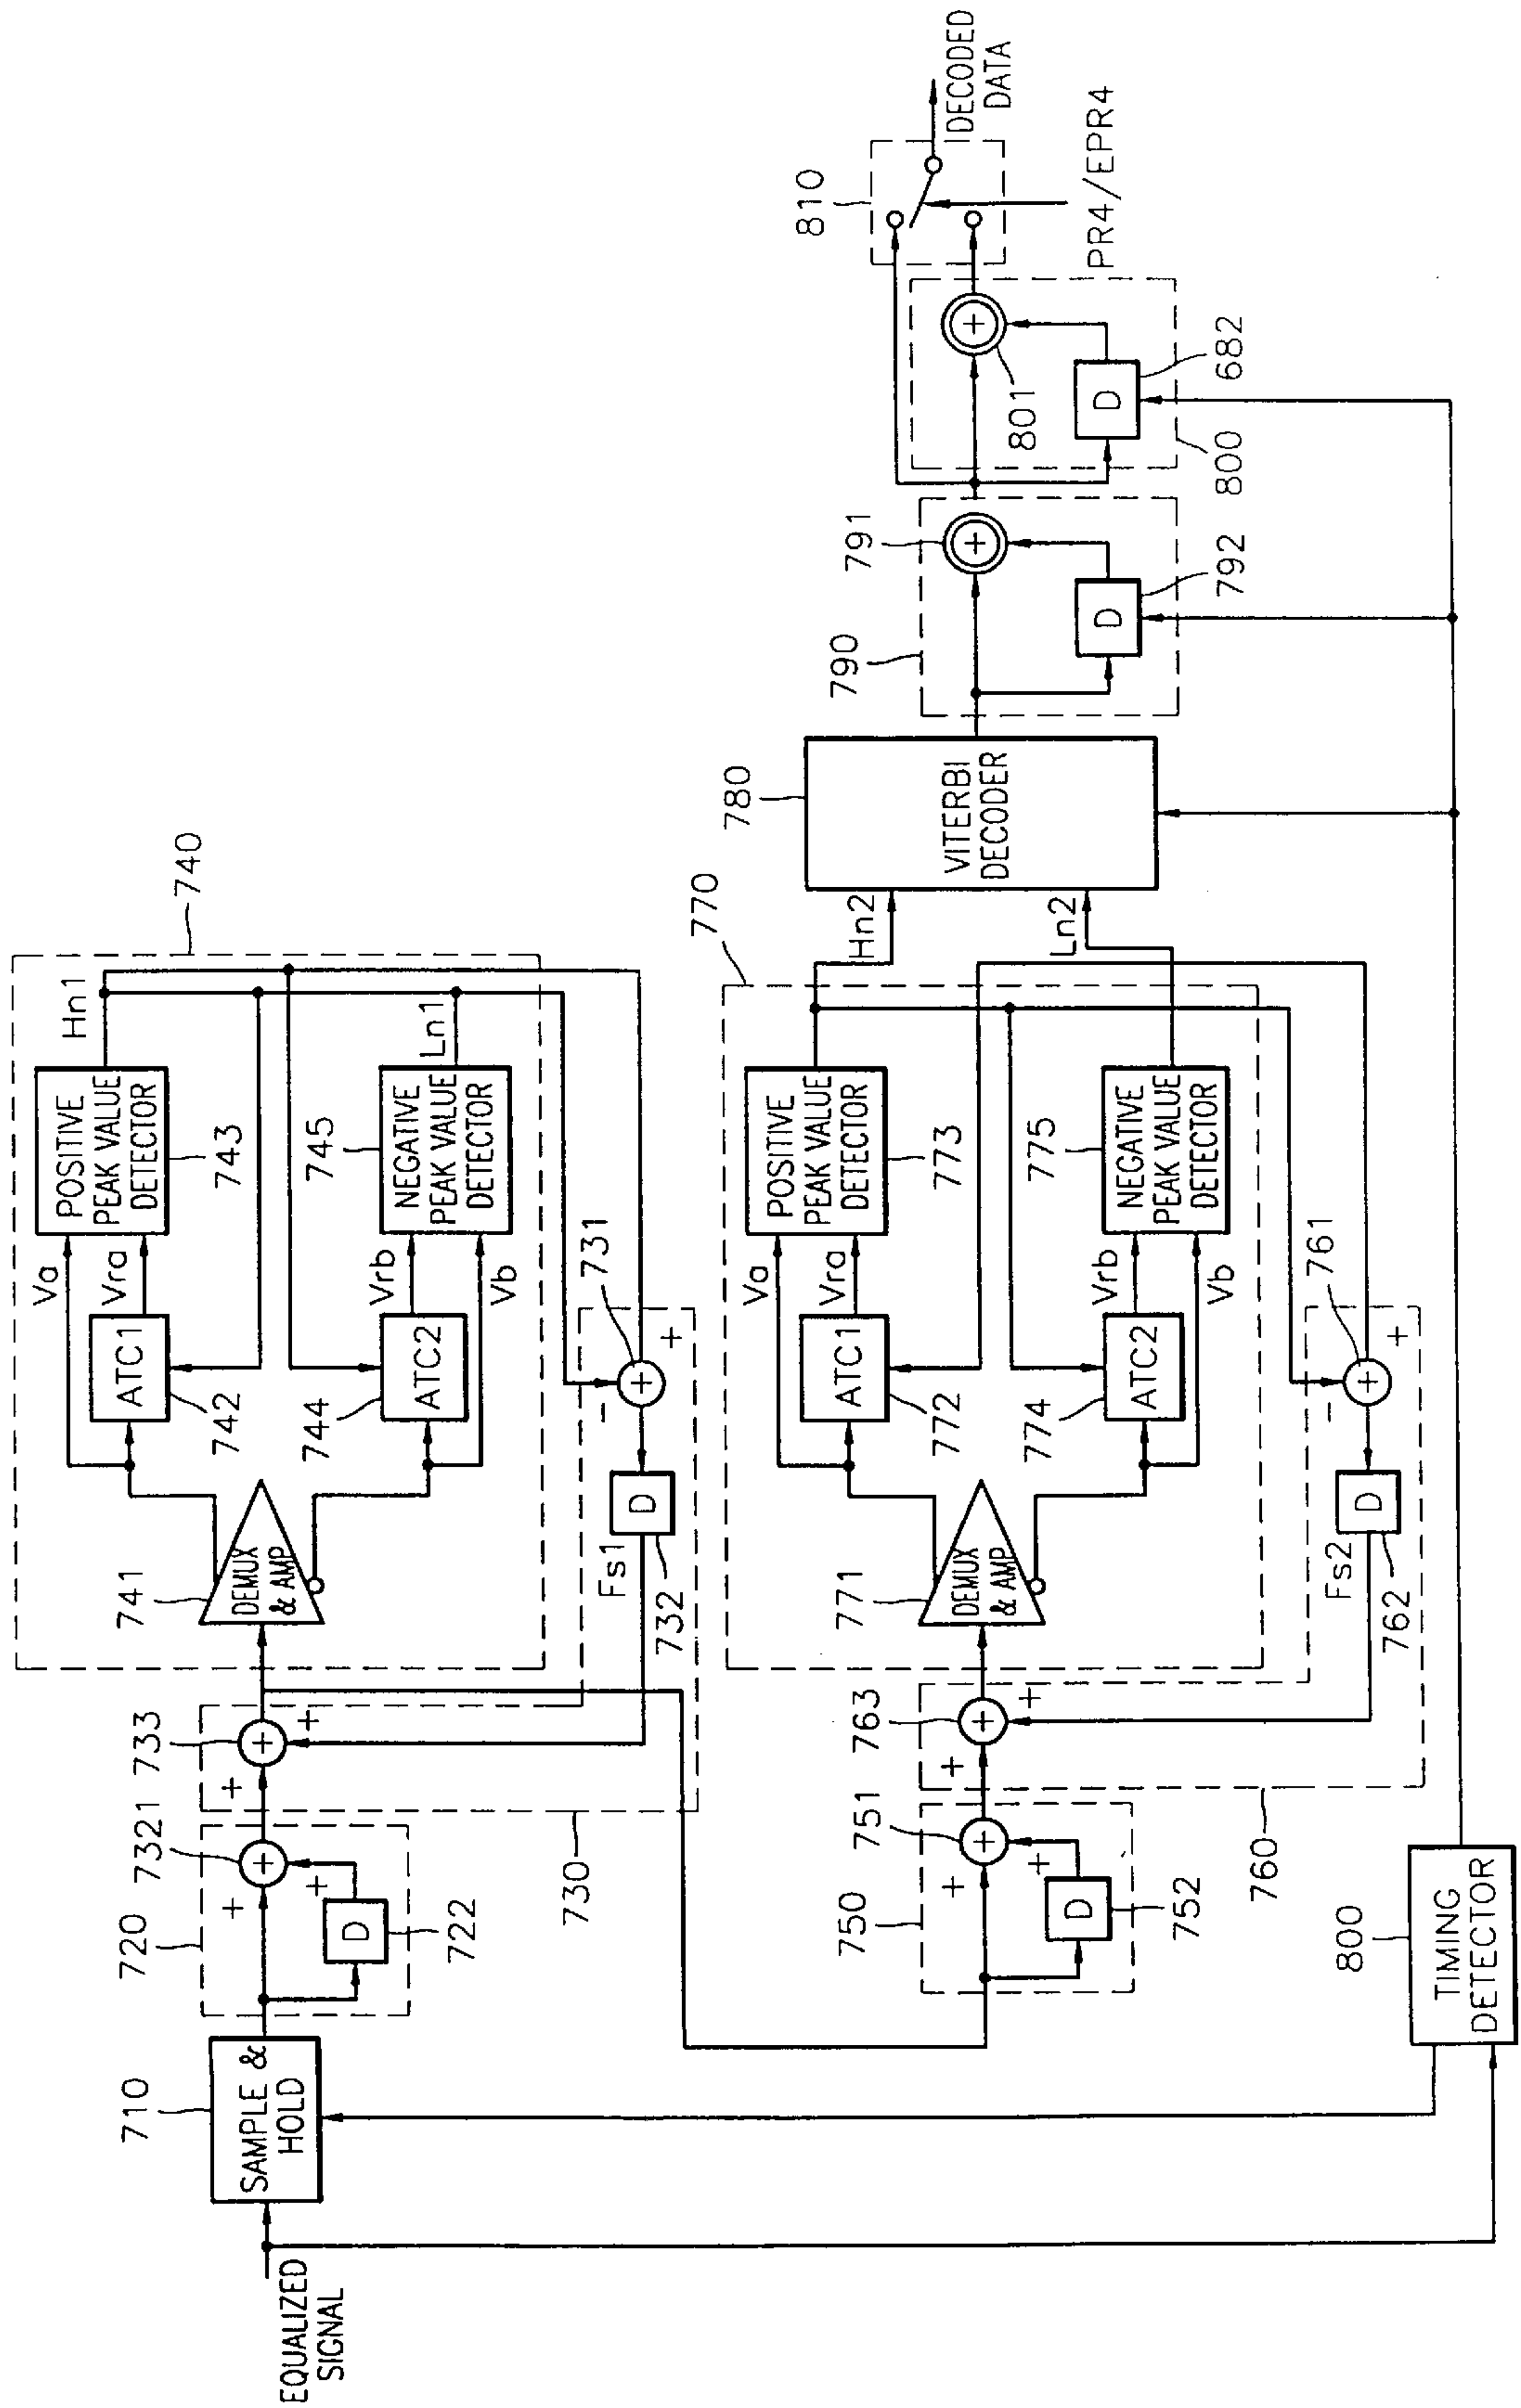 EQUALIZED
SIGNAL
710
SAMPLE &
HOLD
720
7321
+
+
D
722
733
+
+
730
741
DEMUX
& AMP
740
Va
ATC1
742
Vra
POSITIVE
PEAK VALUE
DETECTOR
743
Hn1
744
ATC2
Vrb
Vb
745
NEGATIVE
PEAK VALUE
DETECTOR
Ln1
731
+
-
+
Fs1
D
732
750
751
+
+
D
752
763
+
+
760
771
DEMUX
& AMP
770
Va
ATC1
772
Vra
POSITIVE
PEAK VALUE
DETECTOR
773
Hn2
774
ATC2
Vrb
Vb
775
NEGATIVE
PEAK VALUE
DETECTOR
Ln2
761
+
-
+
Fs2
D
762
780
VITERBI
DECODER
790
791
+
D
792
800
+
801
D
682
810
DECODED
DATA
PR4/EPR4
800
TIMING
DETECTOR